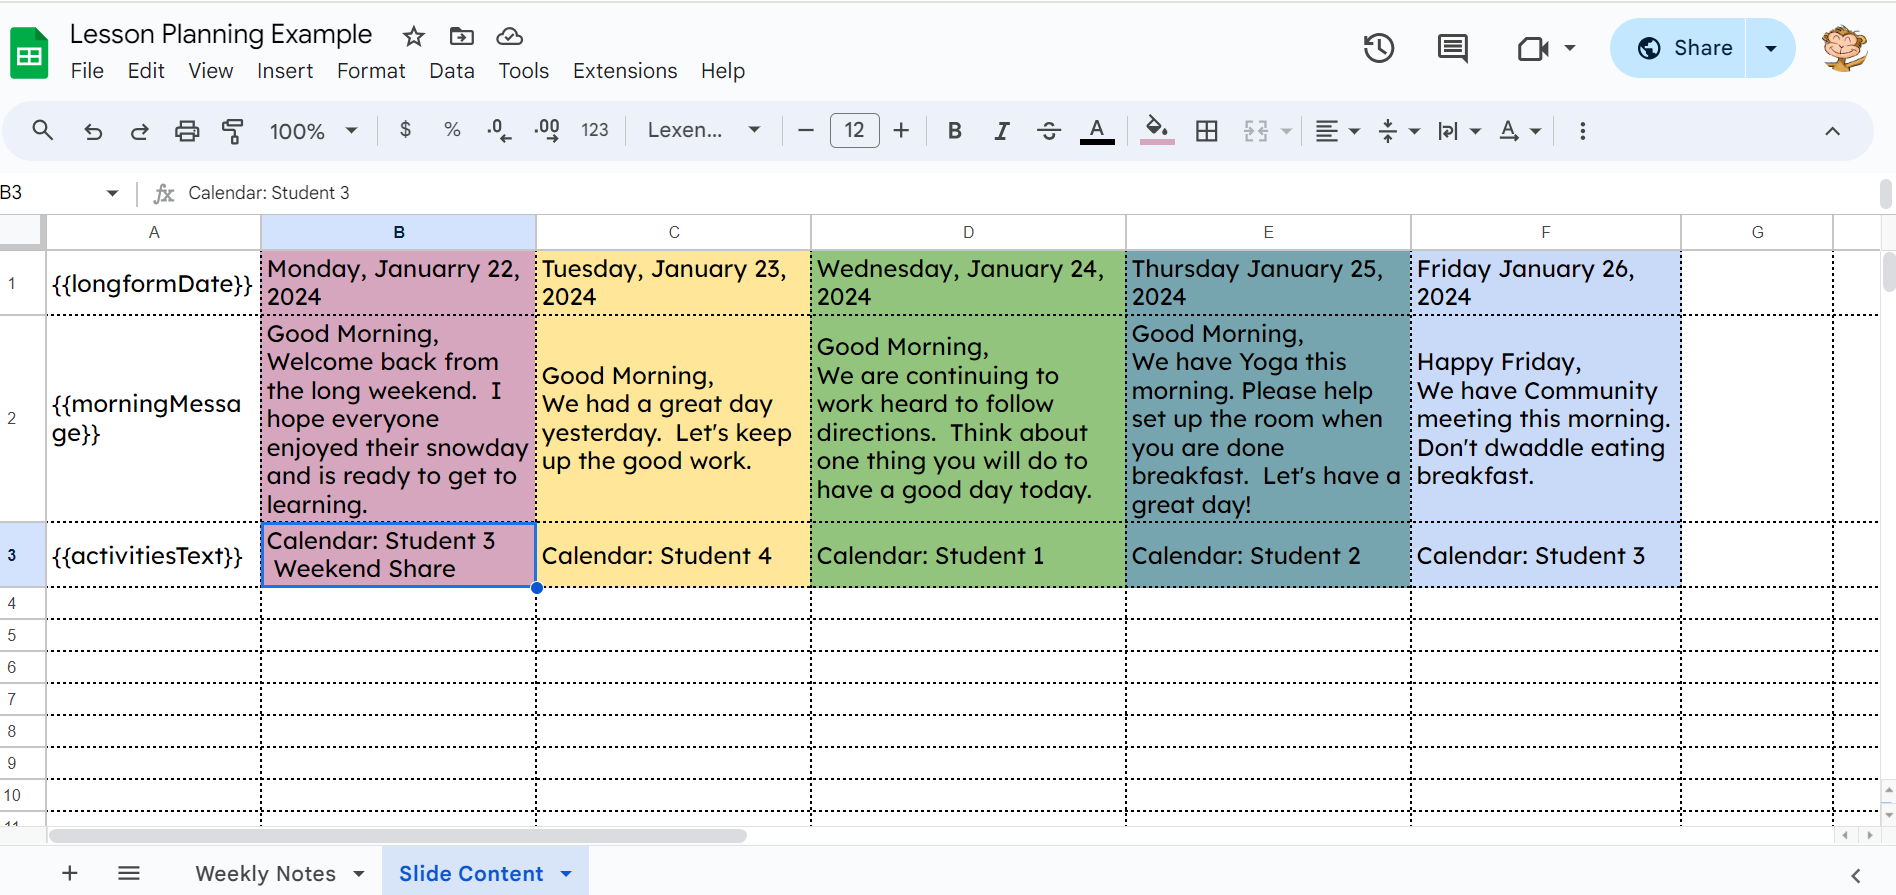 Lesson Planning Example
File Edit View Insert Format Data Tools Extensions Help
Share
100% $ % .0 .00 123 Lexen... − 12 + B I S A
B3 fx Calendar: Student 3
A B C D E F G
1
{{longformDate}}
Monday, Januarry 22,
2024
Tuesday, January 23,
2024
Wednesday, January 24,
2024
Thursday January 25,
2024
Friday January 26,
2024
2
{{morningMessa
ge}}
Good Morning,
Welcome back from
the long weekend.  I
hope everyone
enjoyed their snowday
and is ready to get to
learning.
Good Morning,
We had a great day
yesterday.  Let's keep
up the good work.
Good Morning,
We are continuing to
work heard to follow
directions.  Think about
one thing you will do to
have a good day today.
Good Morning,
We have Yoga this
morning. Please help
set up the room when
you are done
breakfast.  Let's have a
great day!
Happy Friday,
We have Community
meeting this morning.
Don't dwaddle eating
breakfast.
3
{{activitiesText}}
Calendar: Student 3
Weekend Share
Calendar: Student 4
Calendar: Student 1
Calendar: Student 2
Calendar: Student 3
4
5
6
7
8
9
10
11
+ Weekly Notes Slide Content